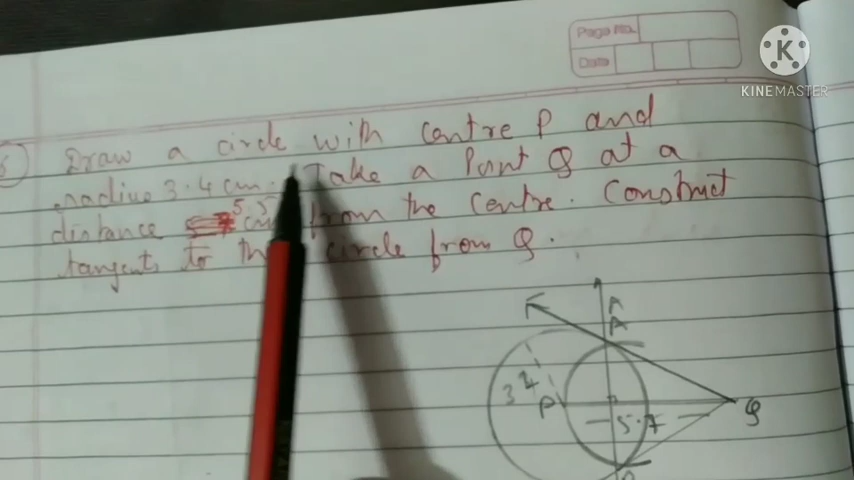 Page No.
Date
KINEMASTER
Draw a circle with centre P and
radius 3.4 cm. Take a Point Q at a
distance 5.5 cm from the centre. Construct
tangents to the circle from Q.
A
3.4
P
5.7
Q